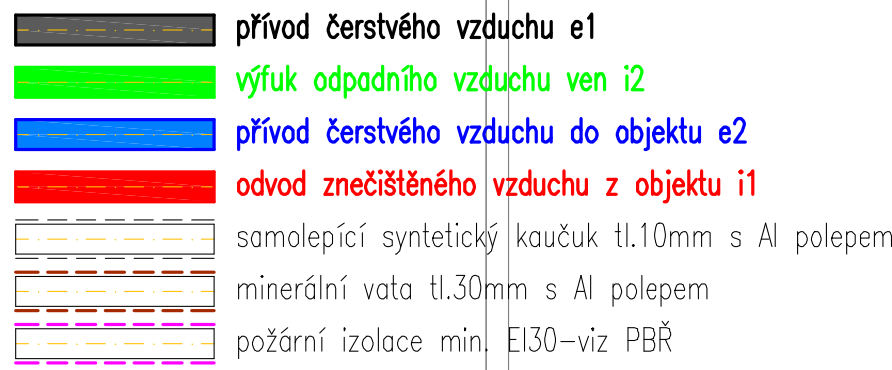 přívod čerstvého vzduchu e1
výfuk odpadního vzduchu ven i2
přívod čerstvého vzduchu do objektu e2
odvod znečištěného vzduchu z objektu i1
samolepící syntetický kaučuk tl.10mm s Al polepem
minerální vata tl.30mm s Al polepem
požární izolace min. EI30-viz PBŘ